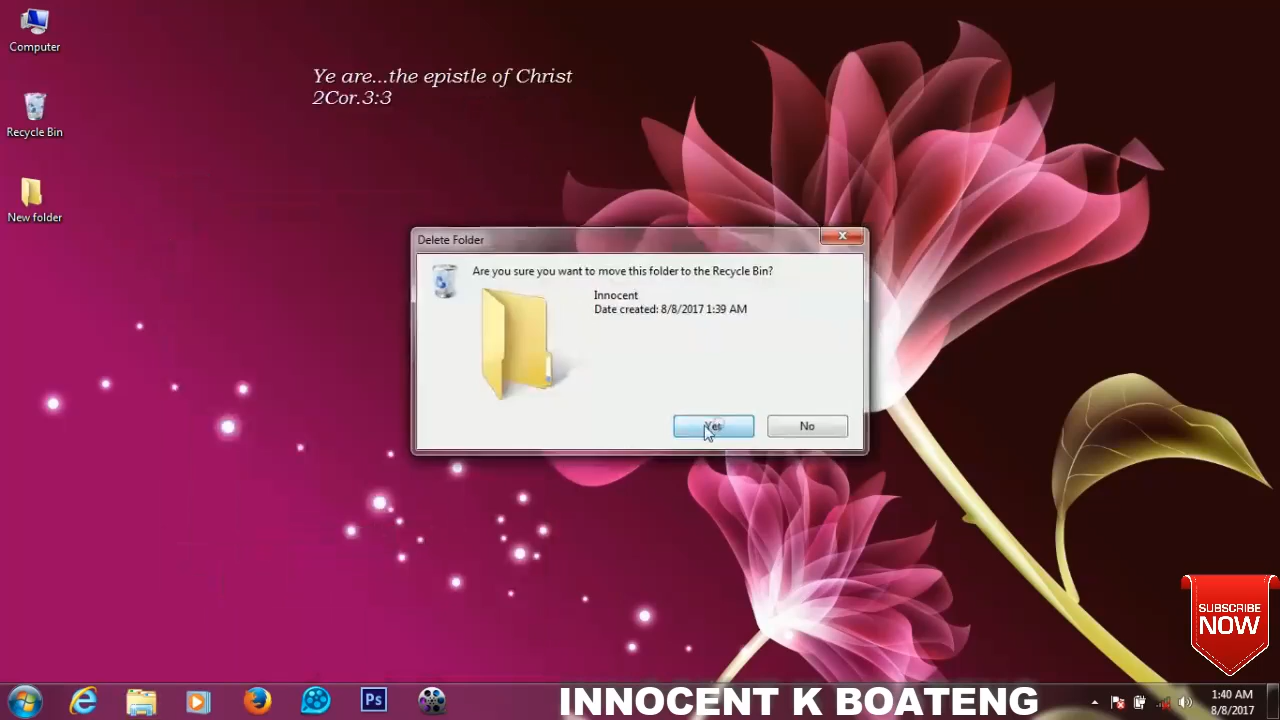 Computer
Recycle Bin
New folder
Ye are...the epistle of Christ
2Cor.3:3
Delete Folder
Are you sure you want to move this folder to the Recycle Bin?
Innocent
Date created: 8/8/2017 1:39 AM
Yes
No
SUBSCRIBE
NOW
Ps
INNOCENT K BOATENG
1:40 AM
8/8/2017